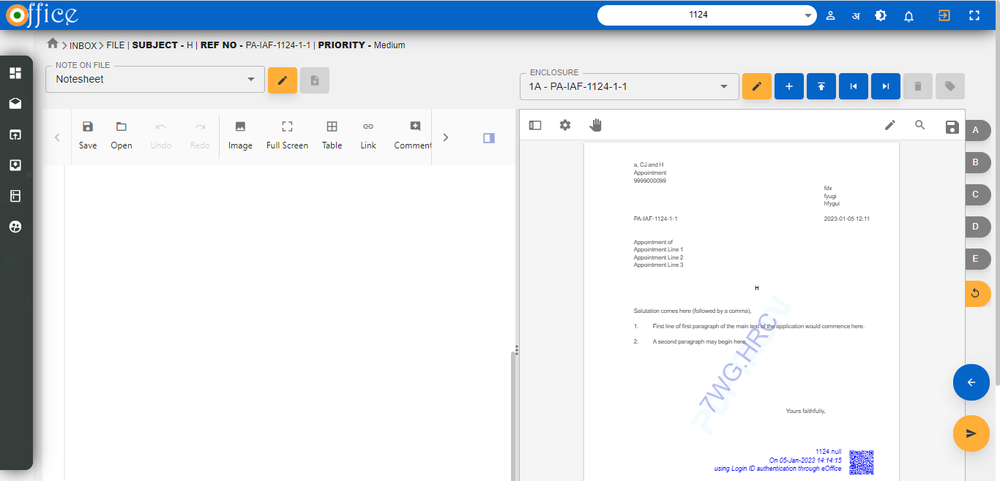 Office
1124
अ
INBOX FILE | SUBJECT - H | REF NO - PA-IAF-1124-1-1 | PRIORITY - Medium
NOTE ON FILE
Notesheet
ENCLOSURE
1A - PA-IAF-1124-1-1
Save
Open
Undo
Redo
Image
Full Screen
Table
Link
Comment
A
B
C
D
E
a, CJ and H
Appointment
9999000099
fdx
fyugi
hfygui
PA-IAF-1124-1-1
2023-01-05 12:11
Appointment of
Appointment Line 1
Appointment Line 2
Appointment Line 3
H
Salutation comes here (followed by a comma),
1. First line of first paragraph of the main text of the application would commence here.
2. A second paragraph may begin here.
7WG.HRC
Yours faithfully,
1124 null
On 05-Jan-2023 14:14:15
using Login ID authentication through eOffice